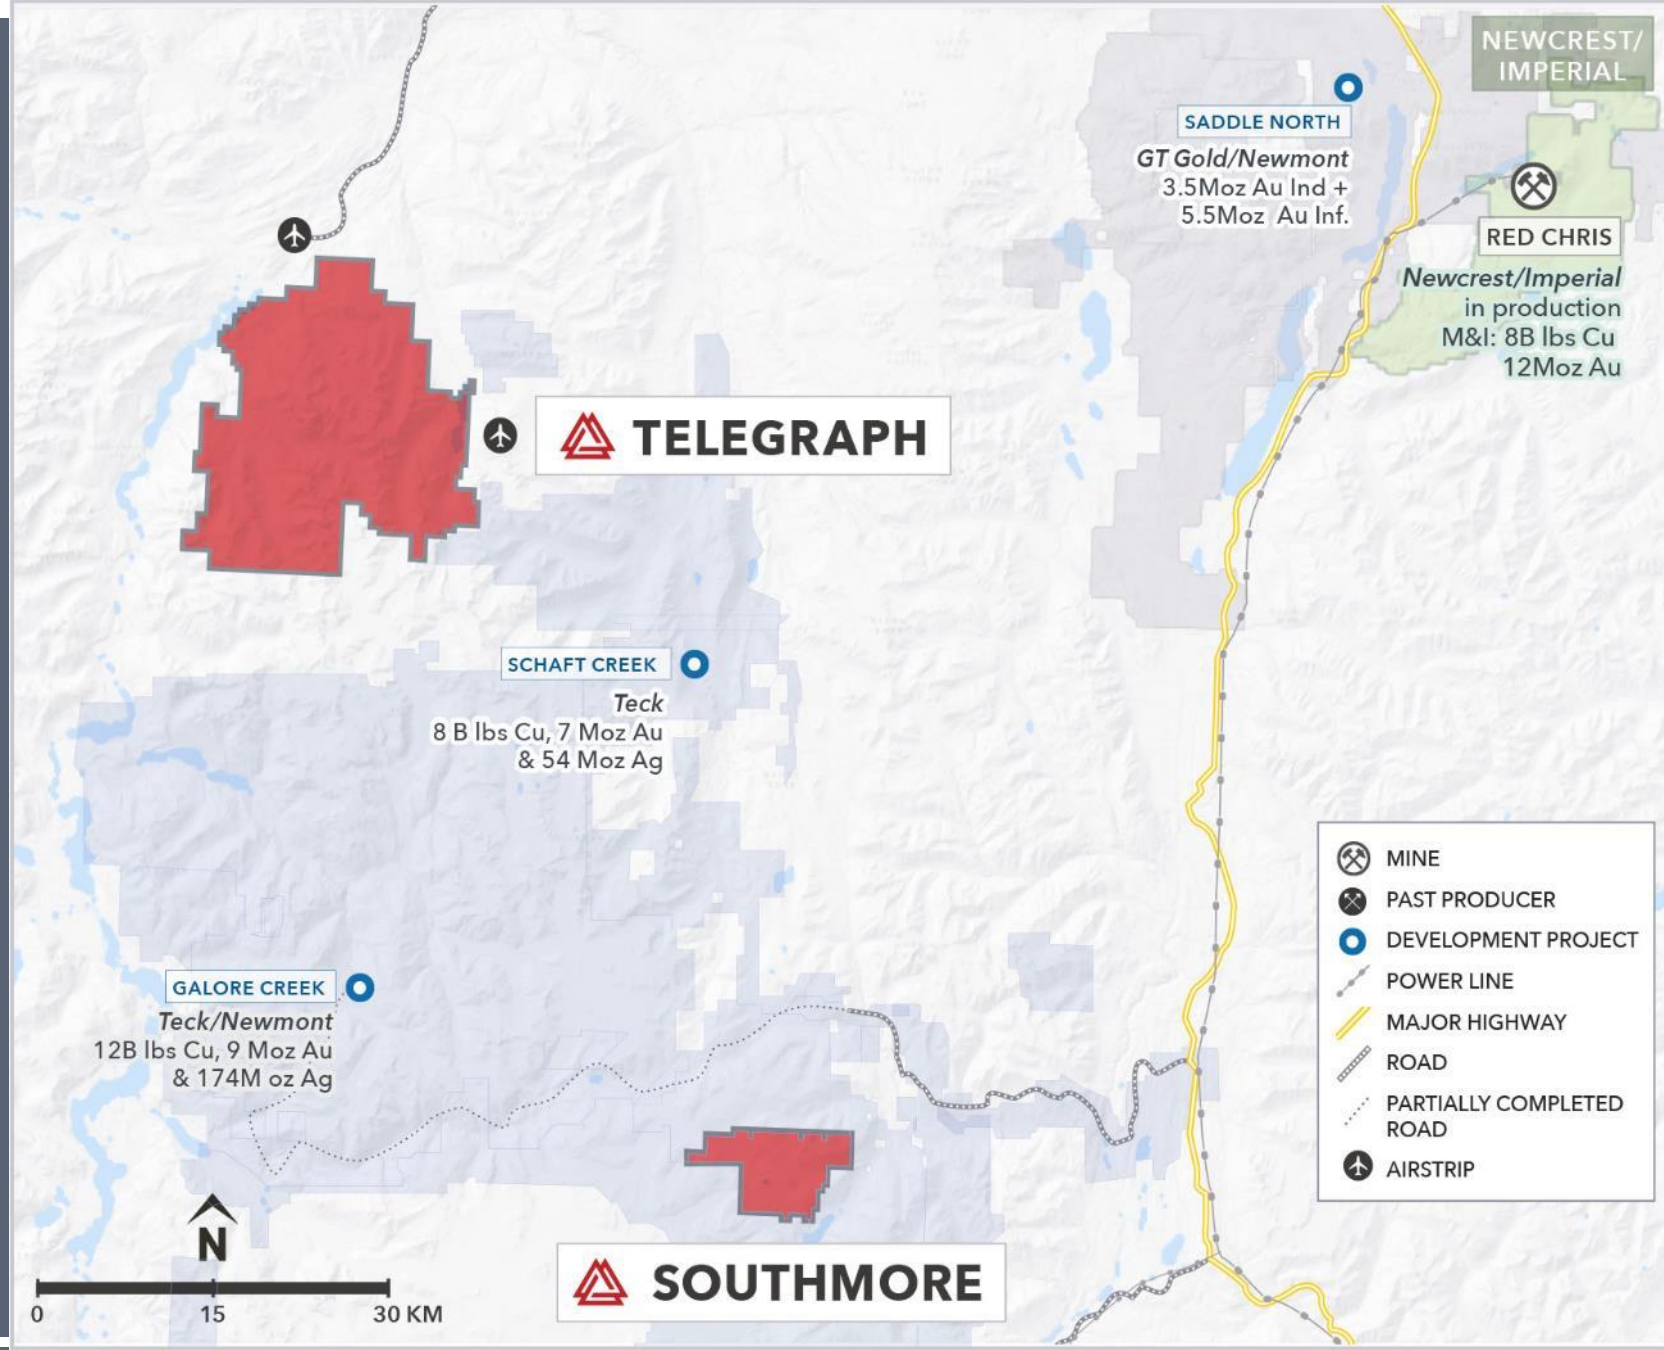 NEWCREST/
IMPERIAL
SADDLE NORTH
GT Gold/Newmont
3.5Moz Au Ind +
5.5Moz Au Inf.
RED CHRIS
Newcrest/Imperial
in production
M&I: 8B lbs Cu
12Moz Au
TELEGRAPH
SCHAFT CREEK
Teck
8 B lbs Cu, 7 Moz Au
& 54 Moz Ag
GALORE CREEK
Teck/Newmont
12B lbs Cu, 9 Moz Au
& 174M oz Ag
MINE
PAST PRODUCER
DEVELOPMENT PROJECT
POWER LINE
MAJOR HIGHWAY
ROAD
PARTIALLY COMPLETED
ROAD
AIRSTRIP
N
0 15 30 KM
SOUTHMORE